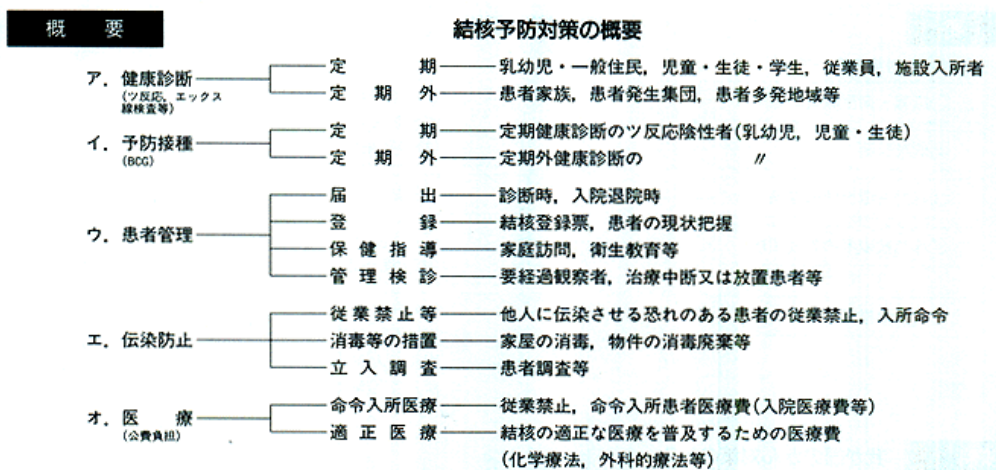 概 要
結核予防対策の概要
ア. 健康診断 定 期 乳幼児・一般住民, 児童・生徒・学生, 従業員, 施設入所者
(ツ反応, エックス線検査等) 定 期 外 患者家族, 患者発生集団, 患者多発地域等
イ. 予防接種 定 期 定期健康診断のツ反応陰性者(乳幼児, 児童・生徒)
(BCG) 定 期 外 定期外健康診断の 〃
届 出 診断時, 入院退院時
登 録 結核登録票, 患者の現状把握
ウ. 患者管理
保 健 指 導 家庭訪問, 衛生教育等
管 理 検 診 要経過観察者, 治療中断又は放置患者等
従 業 禁 止 等 他人に伝染させる恐れのある患者の従業禁止, 入所命令
エ. 伝染防止 消毒等の措置 家屋の消毒, 物件の消毒廃棄等
立 入 調 査 患者調査等
命令入所医療 従業禁止, 命令入所患者医療費(入院医療費等)
オ. 医 療
(公費負担) 適 正 医 療 結核の適正な医療を普及するための医療費
(化学療法, 外科的療法等)